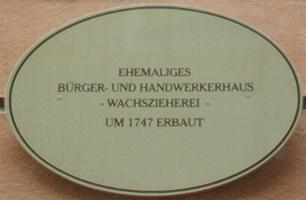 EHEMALIGES
BÜRGER- UND HANDWERKERHAUS
- WACHSZIEHEREI -
UM 1747 ERBAUT